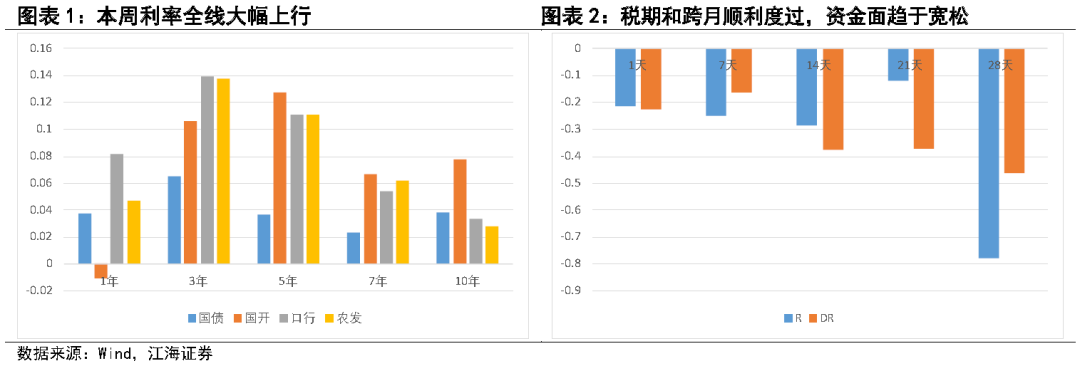 图表1：本周利率全线大幅上行
0.16
0.14
0.12
0.1
0.08
0.06
0.04
0.02
0
-0.02
1年 3年 5年 7年 10年
国债 国开 口行 农发
图表2：税期和跨月顺利度过，资金面趋于宽松
0
-0.1
-0.2
-0.3
-0.4
-0.5
-0.6
-0.7
-0.8
-0.9
1天 7天 14天 21天 28天
R DR
数据来源：Wind，江海证券